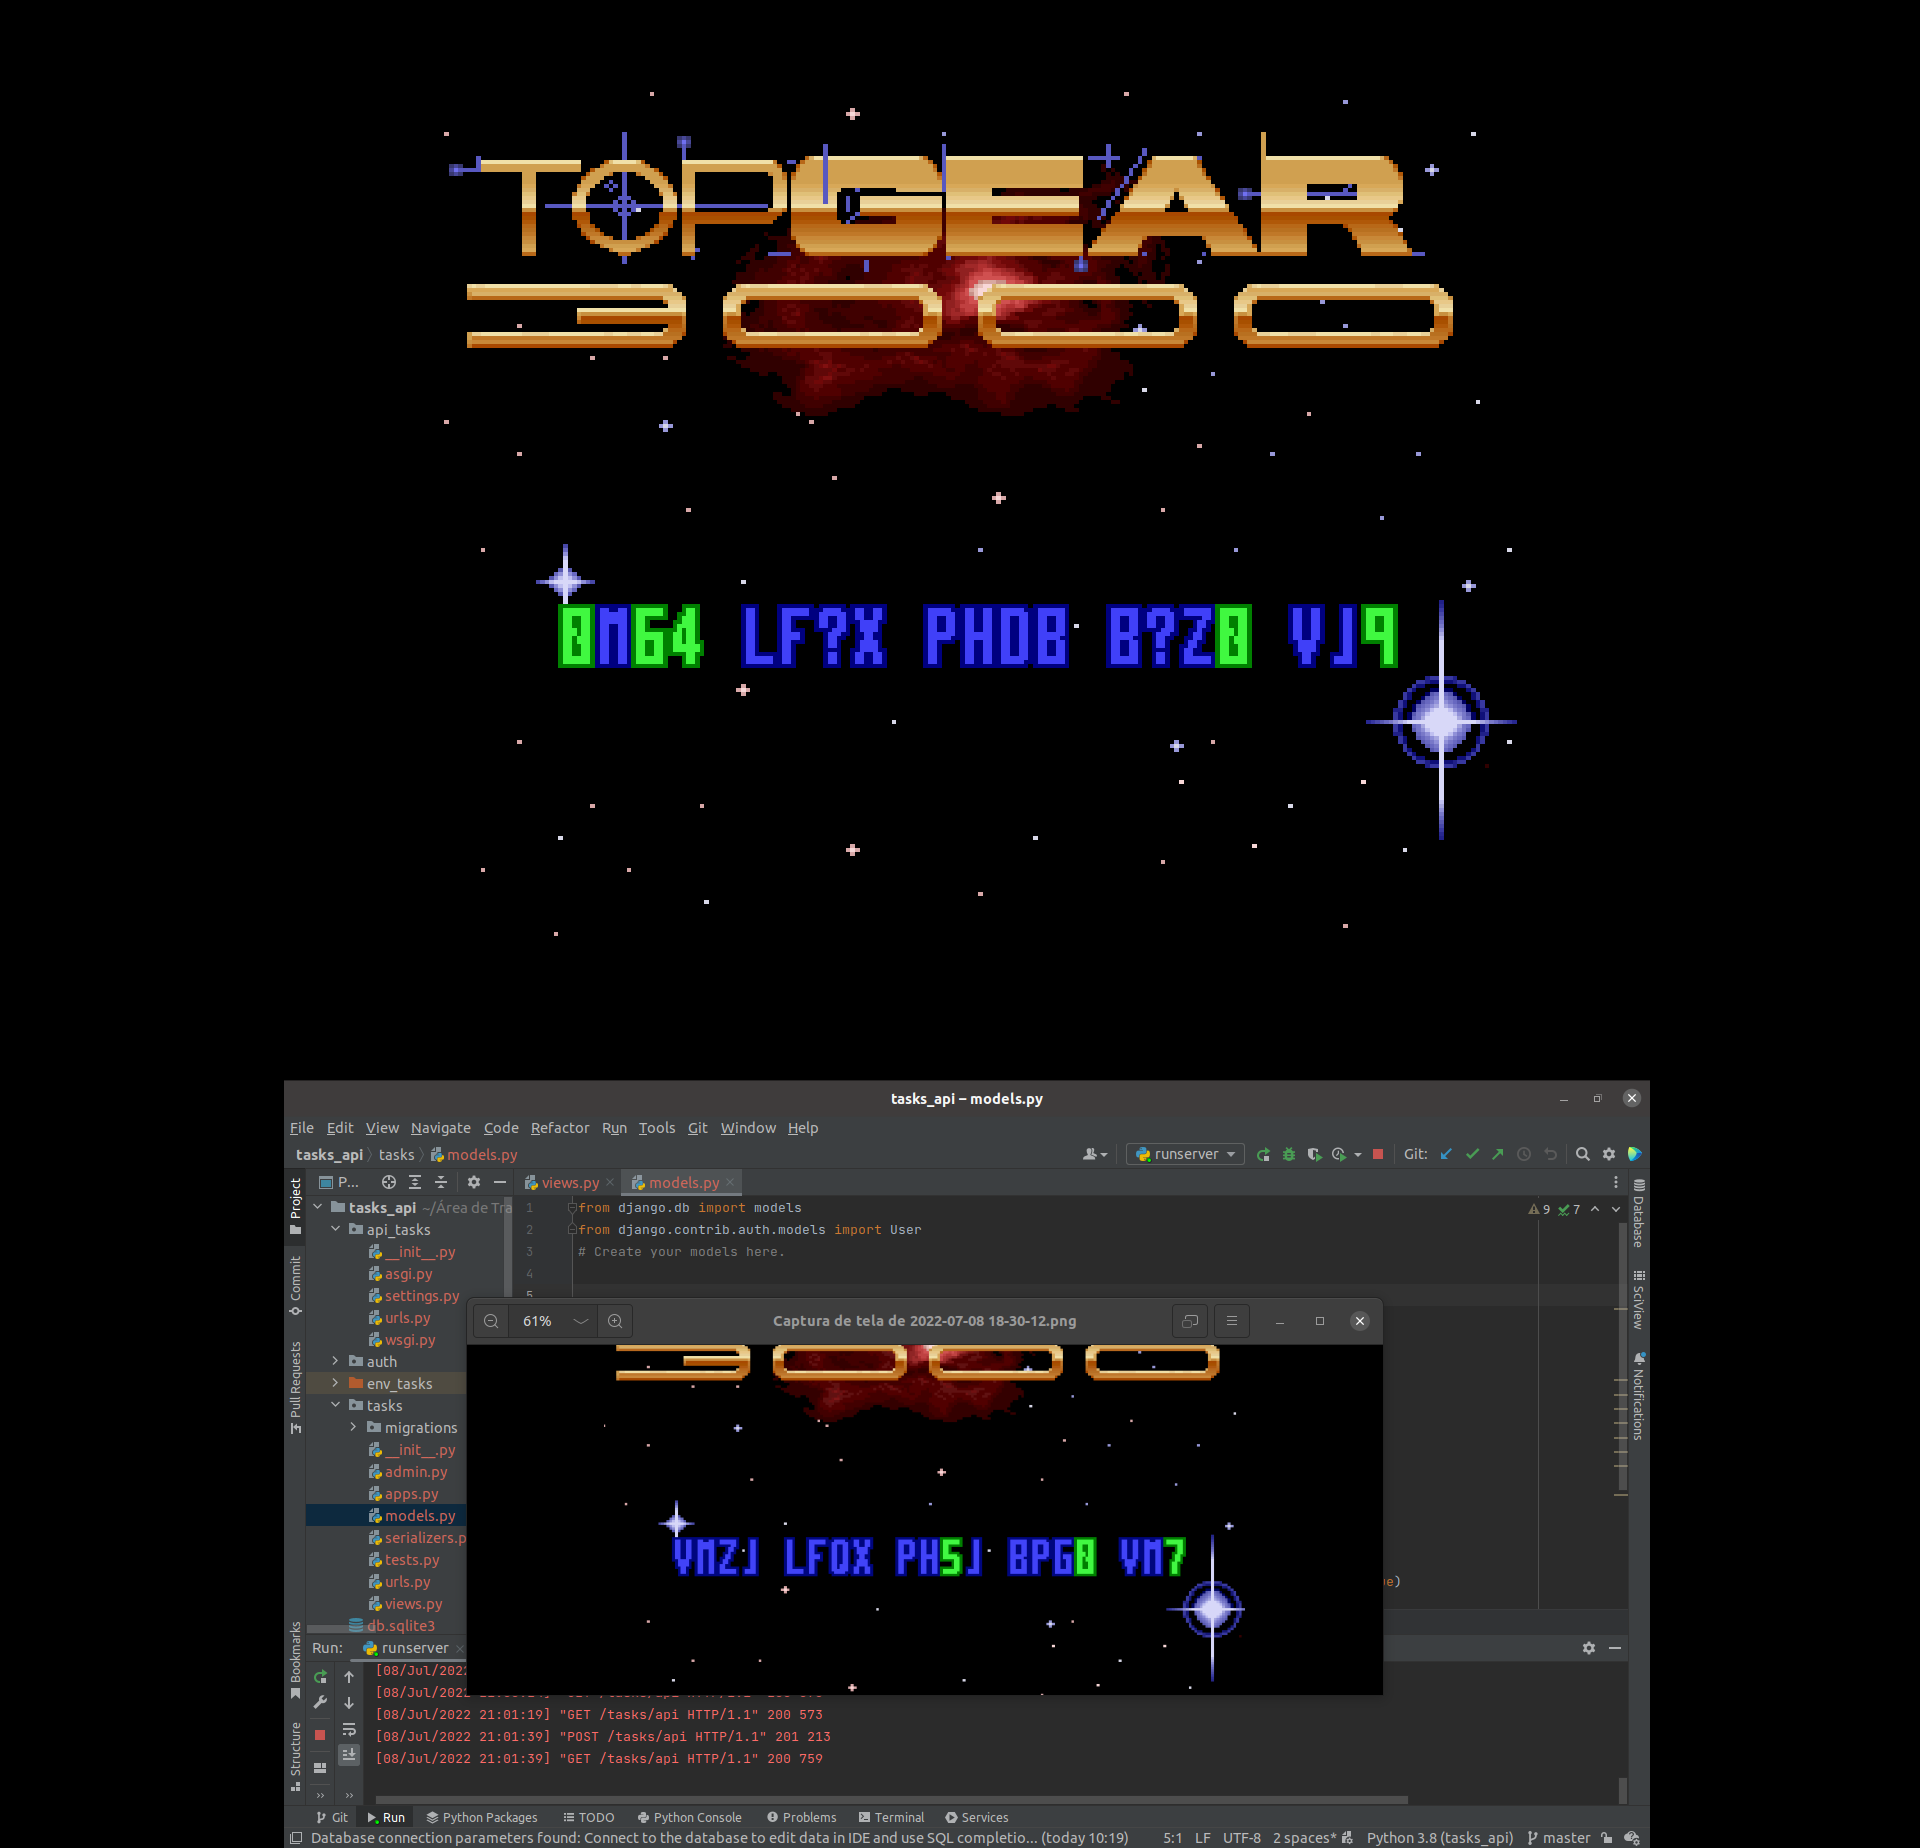 TOP GEAR
3000
0M64 LF?X PHDB B?Z0 VJ9
tasks_api – models.py
File Edit View Navigate Code Refactor Run Tools Git Window Help
tasks_api tasks models.py runserver Git:
P... views.py models.py
Project
Commit
Pull Requests
Bookmarks
Structure
tasks_api ~/Área de Tra
api_tasks
__init__.py
asgi.py
settings.py
urls.py
wsgi.py
auth
env_tasks
tasks
migrations
__init__.py
admin.py
apps.py
models.py
serializers.p
tests.py
urls.py
views.py
db.sqlite3
1 from django.db import models
2 from django.contrib.auth.models import User
3 # Create your models here.
4
5
9 7
Database
SciView
Notifications
61% Captura de tela de 2022-07-08 18-30-12.png
3000
VMZJ LFQX PH5J BPG0 VM7
e)
Run: runserver
[08/Jul/2022
[08/Jul/2022
[08/Jul/2022 21:01:19] "GET /tasks/api HTTP/1.1" 200 573
[08/Jul/2022 21:01:39] "POST /tasks/api HTTP/1.1" 201 213
[08/Jul/2022 21:01:39] "GET /tasks/api HTTP/1.1" 200 759
Git Run Python Packages TODO Python Console Problems Terminal Services
Database connection parameters found: Connect to the database to edit data in IDE and use SQL completio... (today 10:19) 5:1 LF UTF-8 2 spaces* Python 3.8 (tasks_api) master